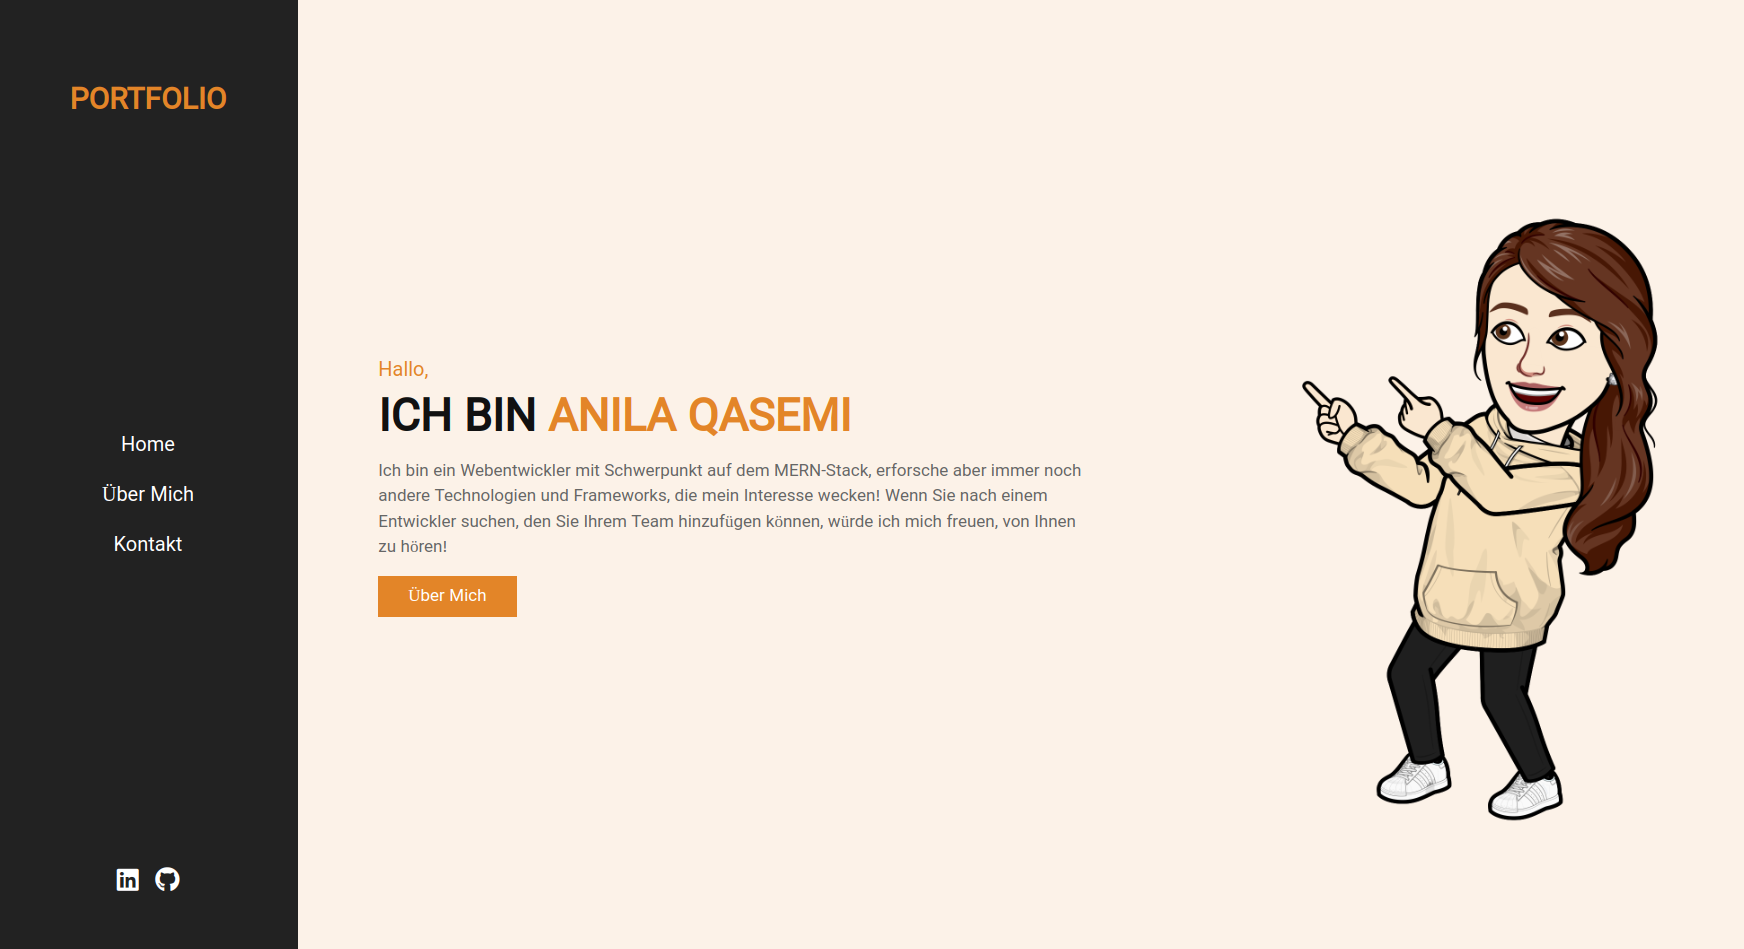 PORTFOLIO
Home
Über Mich
Kontakt
Hallo,
ICH BIN ANILA QASEMI
Ich bin ein Webentwickler mit Schwerpunkt auf dem MERN-Stack, erforsche aber immer noch
andere Technologien und Frameworks, die mein Interesse wecken! Wenn Sie nach einem
Entwickler suchen, den Sie Ihrem Team hinzufügen können, würde ich mich freuen, von Ihnen
zu hören!
Über Mich